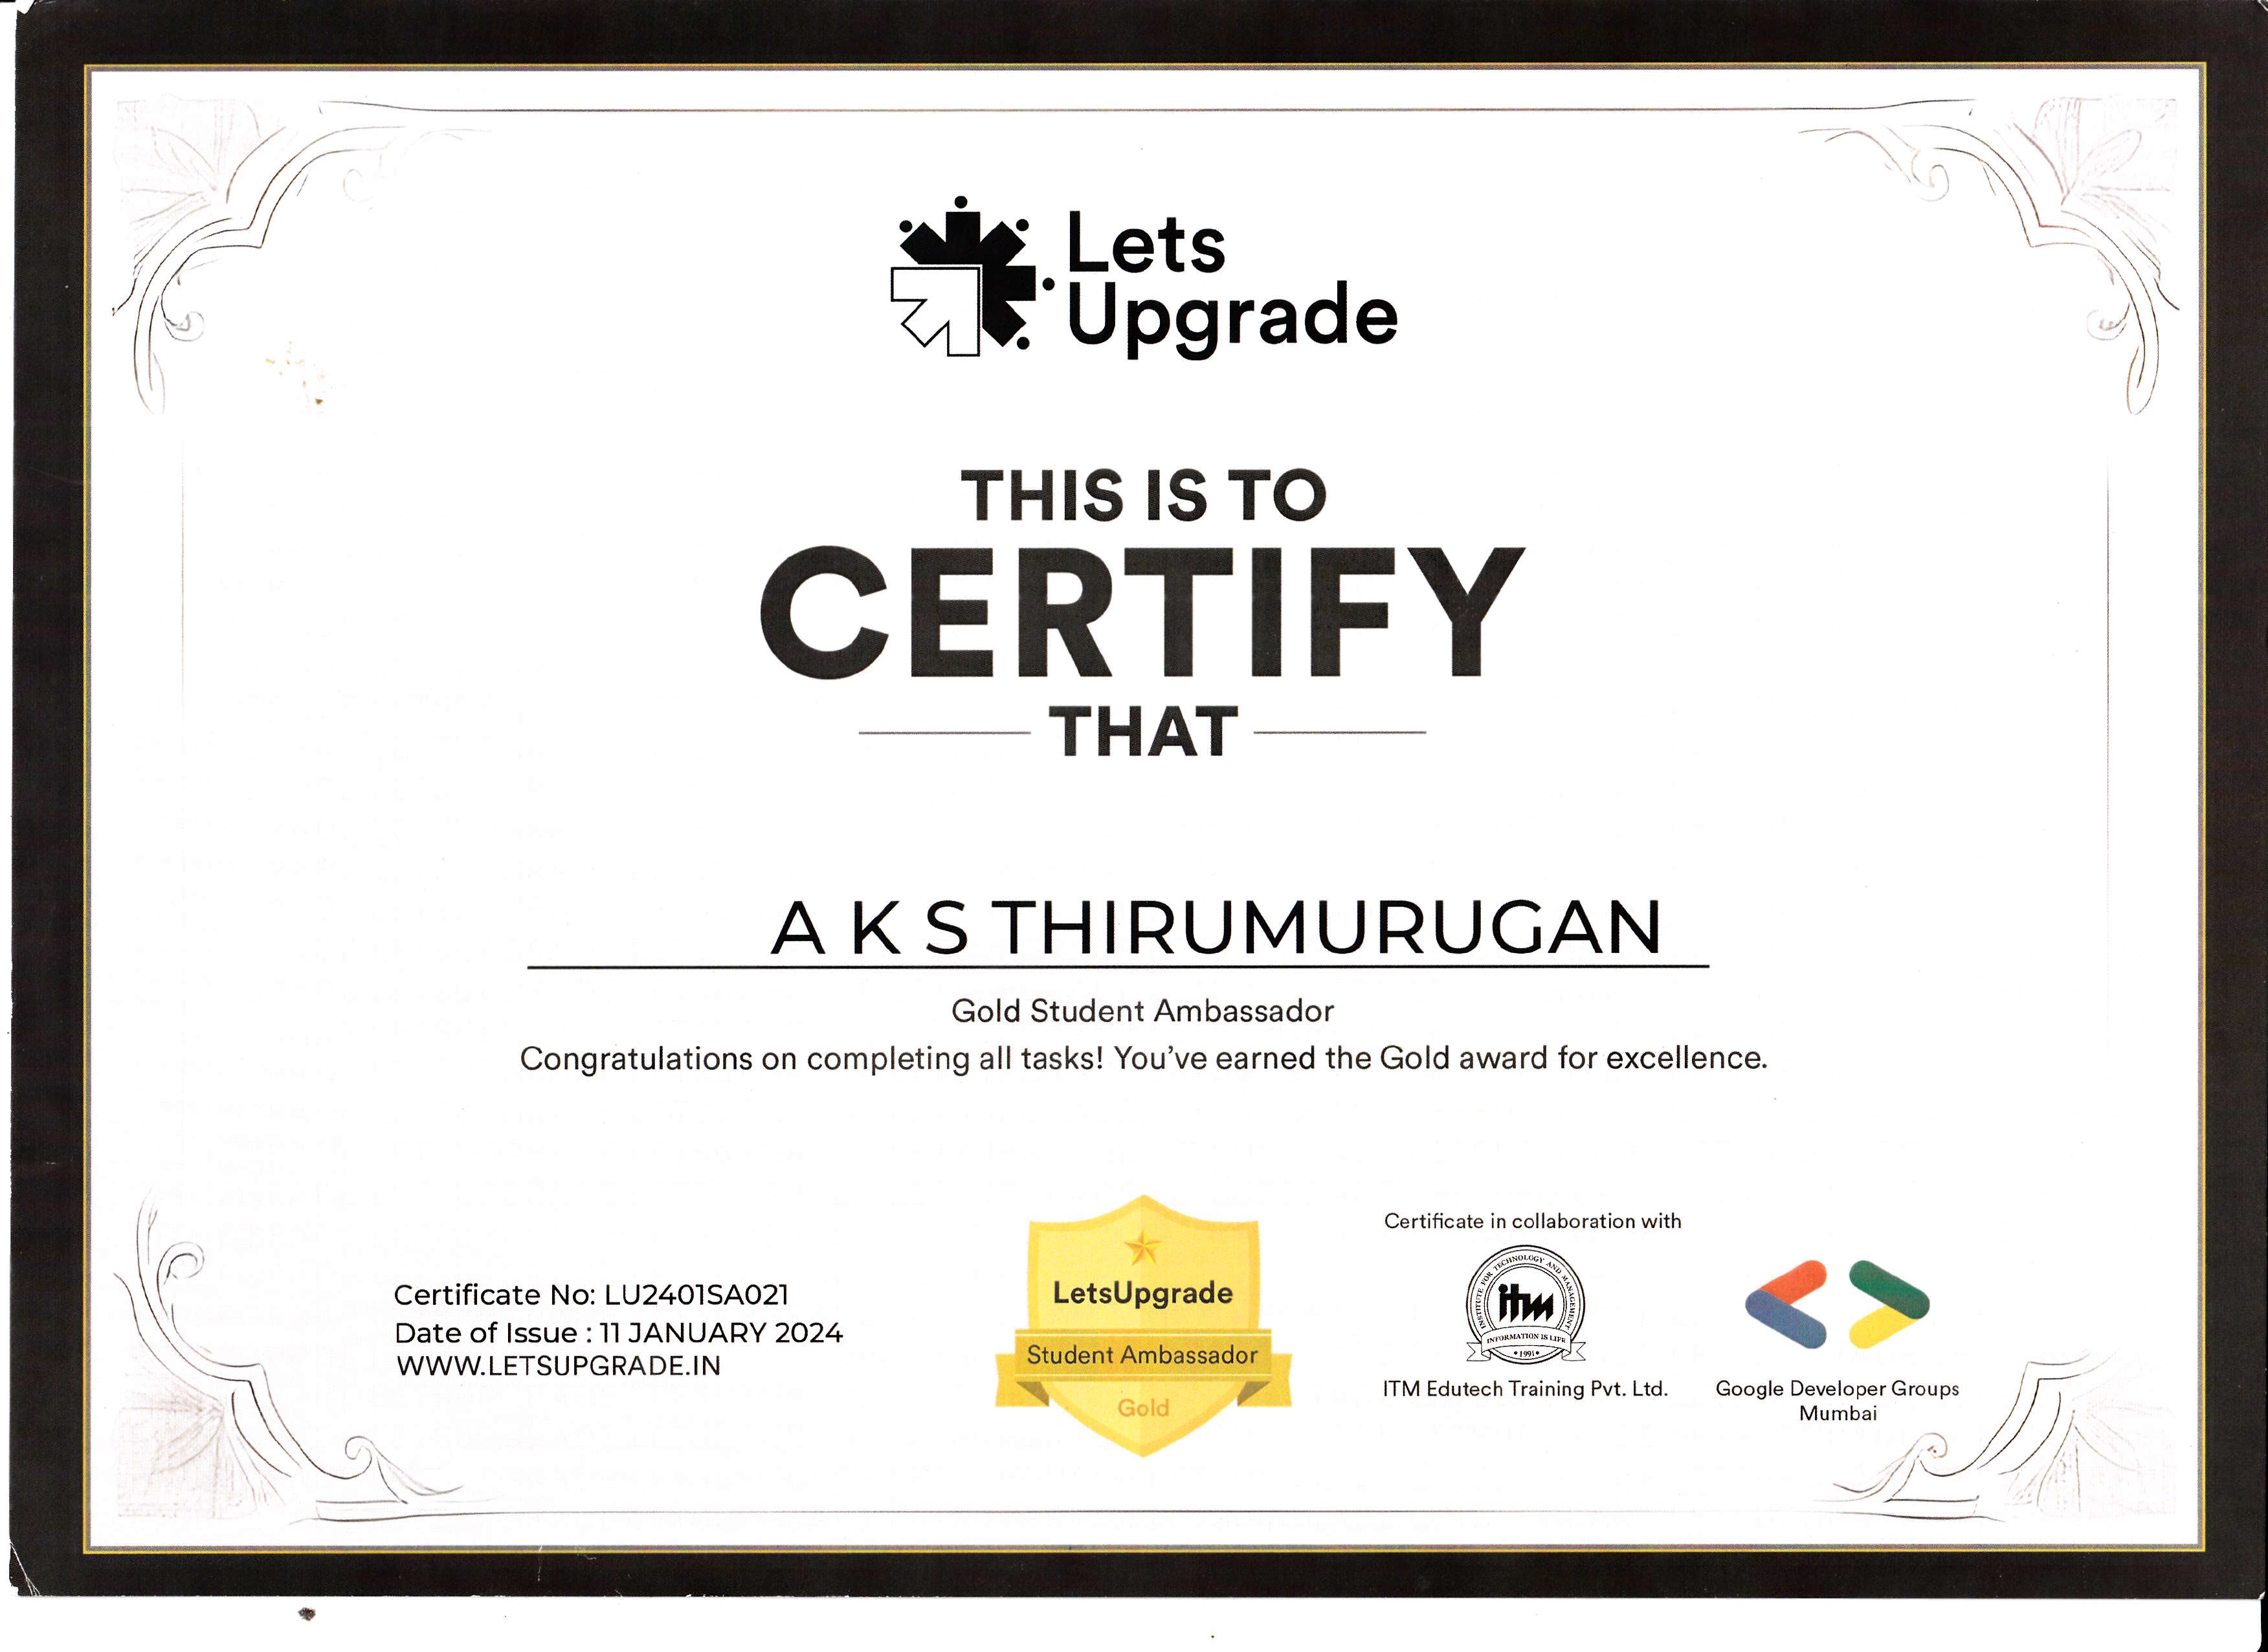 Lets
Upgrade
THIS IS TO
CERTIFY
THAT
A K S THIRUMURUGAN
Gold Student Ambassador
Congratulations on completing all tasks! You've earned the Gold award for excellence.
Certificate No: LU2401SA021
Date of Issue : 11 JANUARY 2024
WWW.LETSUPGRADE.IN
LetsUpgrade
Student Ambassador
Gold
Certificate in collaboration with
INSTITUTE FOR TECHNOLOGY AND MANAGEMENT
itm
INFORMATION IS LIFE
•1991•
ITM Edutech Training Pvt. Ltd.
Google Developer Groups
Mumbai